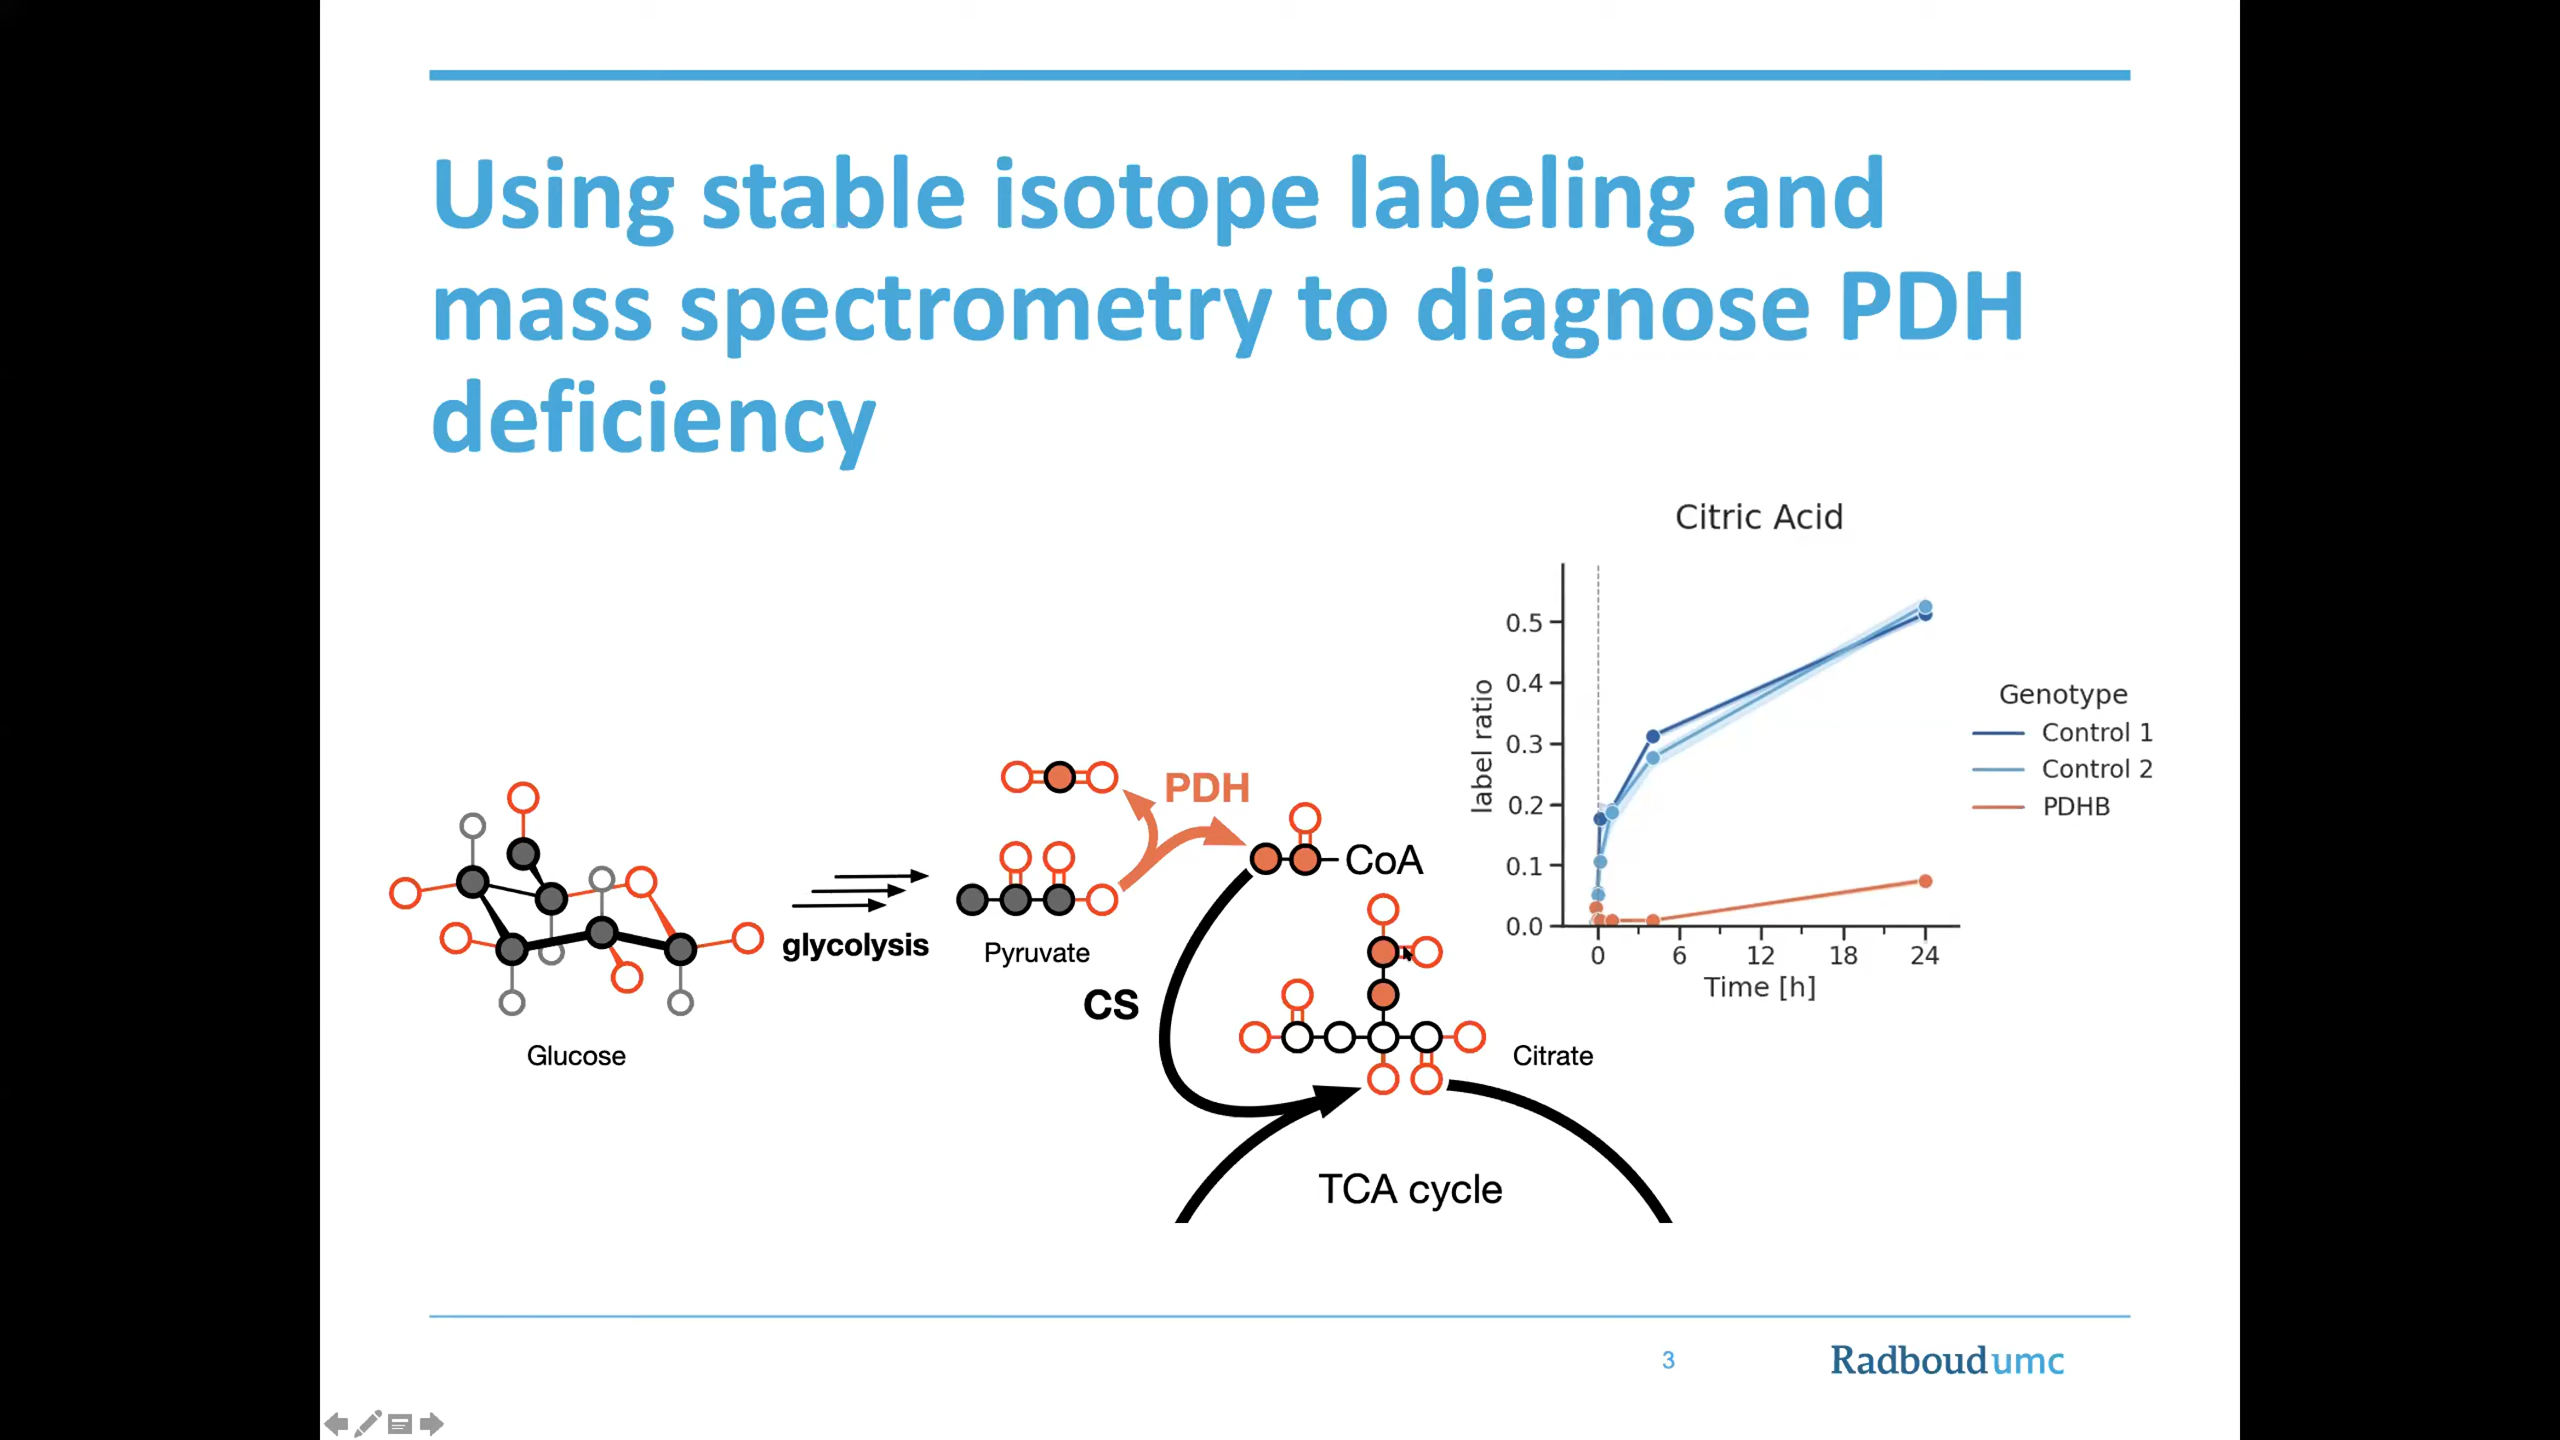 Using stable isotope labeling and
mass spectrometry to diagnose PDH
deficiency
Citric Acid
label ratio
0.5
0.4
0.3
0.2
0.1
0.0
0 6 12 18 24
Time [h]
Genotype
Control 1
Control 2
PDHB
Glucose
glycolysis
Pyruvate
PDH
CoA
CS
Citrate
TCA cycle
3
Radboudumc